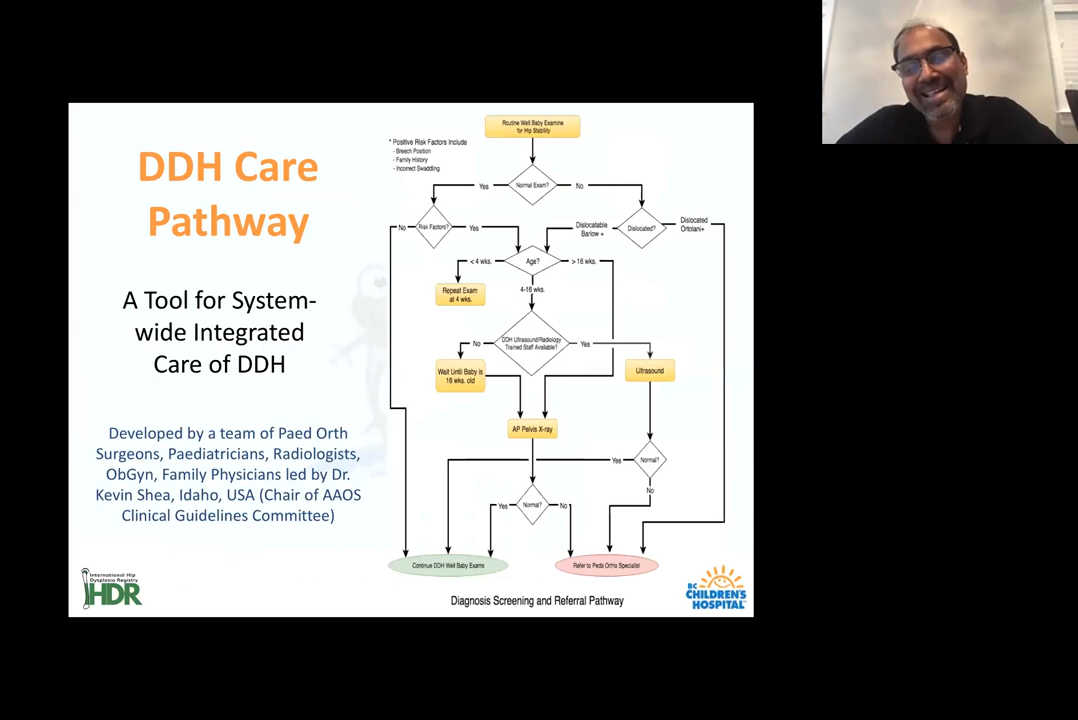 DDH Care
Pathway
A Tool for System-
wide Integrated
Care of DDH
Developed by a team of Paed Orth
Surgeons, Paediatricians, Radiologists,
ObGyn, Family Physicians led by Dr.
Kevin Shea, Idaho, USA (Chair of AAOS
Clinical Guidelines Committee)
International Hip
Dysplasia Registry
IHDR
Routine Well Baby Examine
for Hip Stability
* Positive Risk Factors Include
- Breech Position
- Family History
- Incorrect Swaddling
Yes
Normal Exam?
No
No
Risk Factors?
Yes
Dislocatable
Barlow +
Dislocated?
Dislocated
Ortolani+
< 4 wks.
Age?
> 16 wks.
Repeat Exam
at 4 wks.
4-16 wks.
No
DDH Ultrasound/Radiology
Trained Staff Available?
Yes
Wait Until Baby is
16 wks. old
Ultrasound
AP Pelvis X-ray
Yes
Normal?
No
Yes
Normal?
No
Continue DDH Well Baby Exams
Refer to Peds Ortho Specialist
Diagnosis Screening and Referral Pathway
BC
CHILDREN'S
HOSPITAL